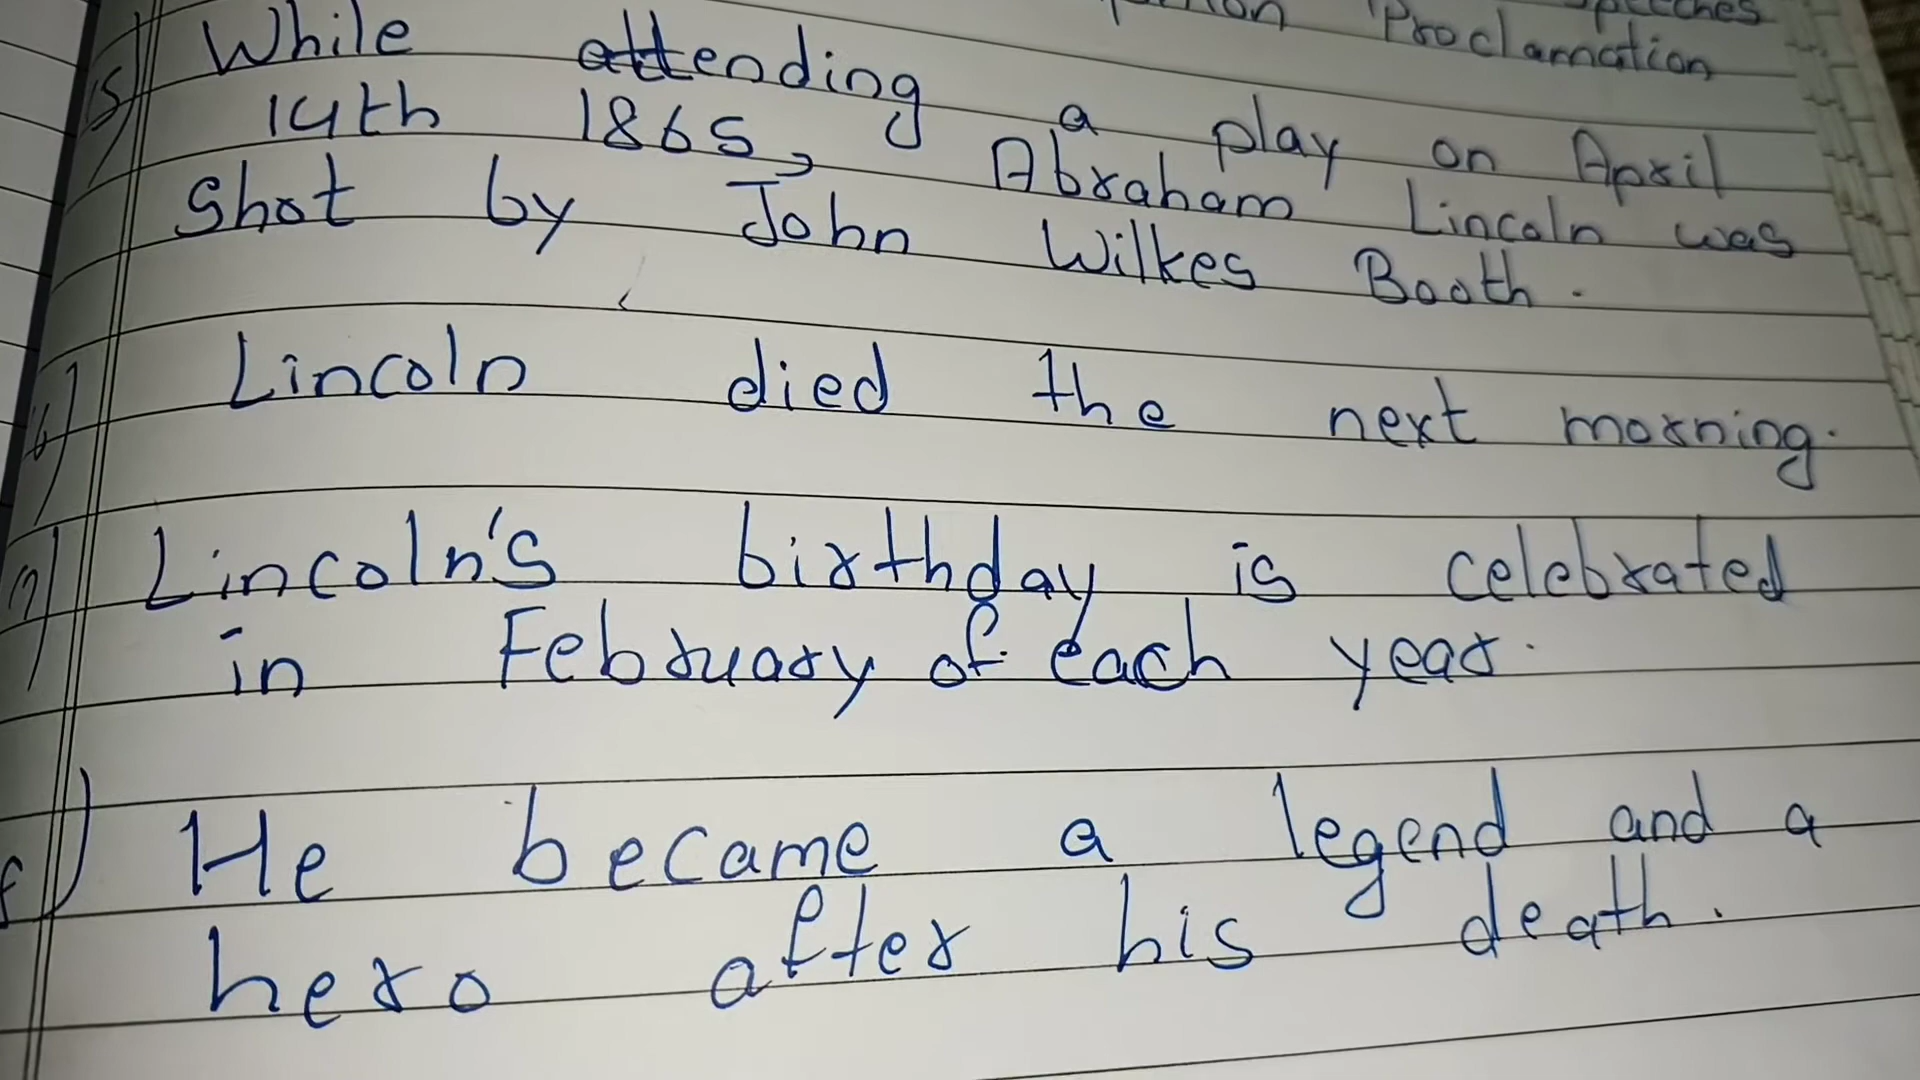 Speeches
Proclamation
5) While attending a play on April
14th 1865, Abraham Lincoln was
Shot by John Wilkes Booth.
6) Lincoln died the next morning.
7) Lincoln's birthday is celebrated
in February of each year.
) He became a legend and a
hero after his death.